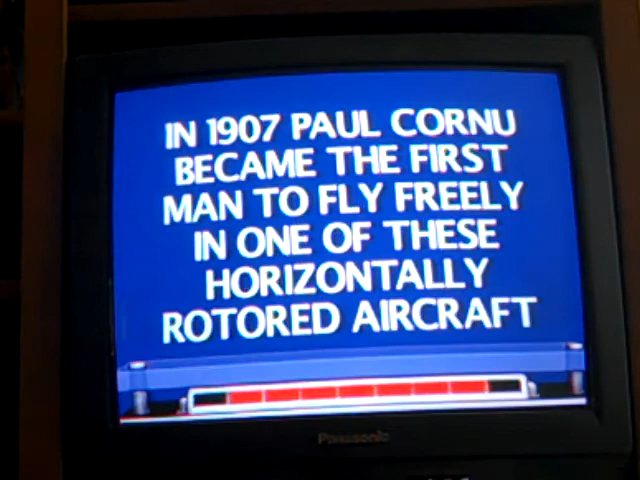 IN 1907 PAUL CORNU
BECAME THE FIRST
MAN TO FLY FREELY
IN ONE OF THESE
HORIZONTALLY
ROTORED AIRCRAFT
Panasonic